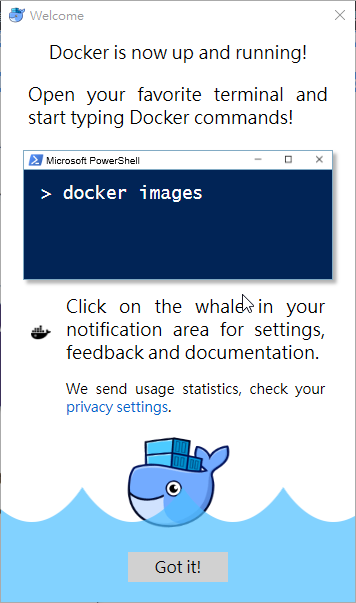 Welcome
Docker is now up and running!
Open your favorite terminal and
start typing Docker commands!
Microsoft PowerShell
> docker images
Click on the whale in your
notification area for settings,
feedback and documentation.
We send usage statistics, check your
privacy settings.
Got it!